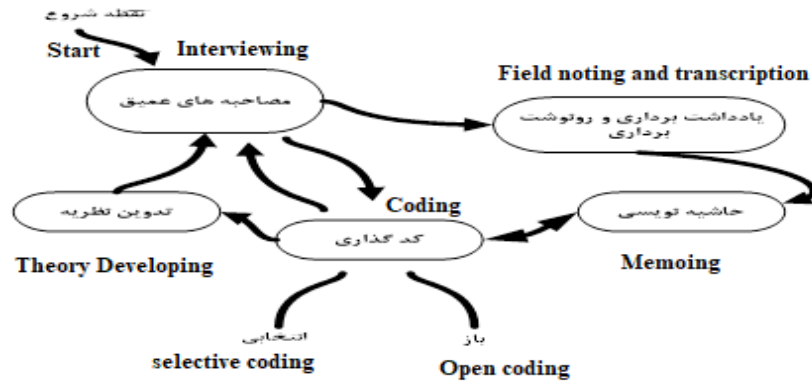 نقطه شروع
Start
Interviewing
مصاحبه های عمیق
Field noting and transcription
یادداشت برداری و رونوشت
برداری
Coding
تدوین نظریه
کد گذاری
حاشیه نویسی
Theory Developing
Memoing
انتخابی
باز
selective coding
Open coding